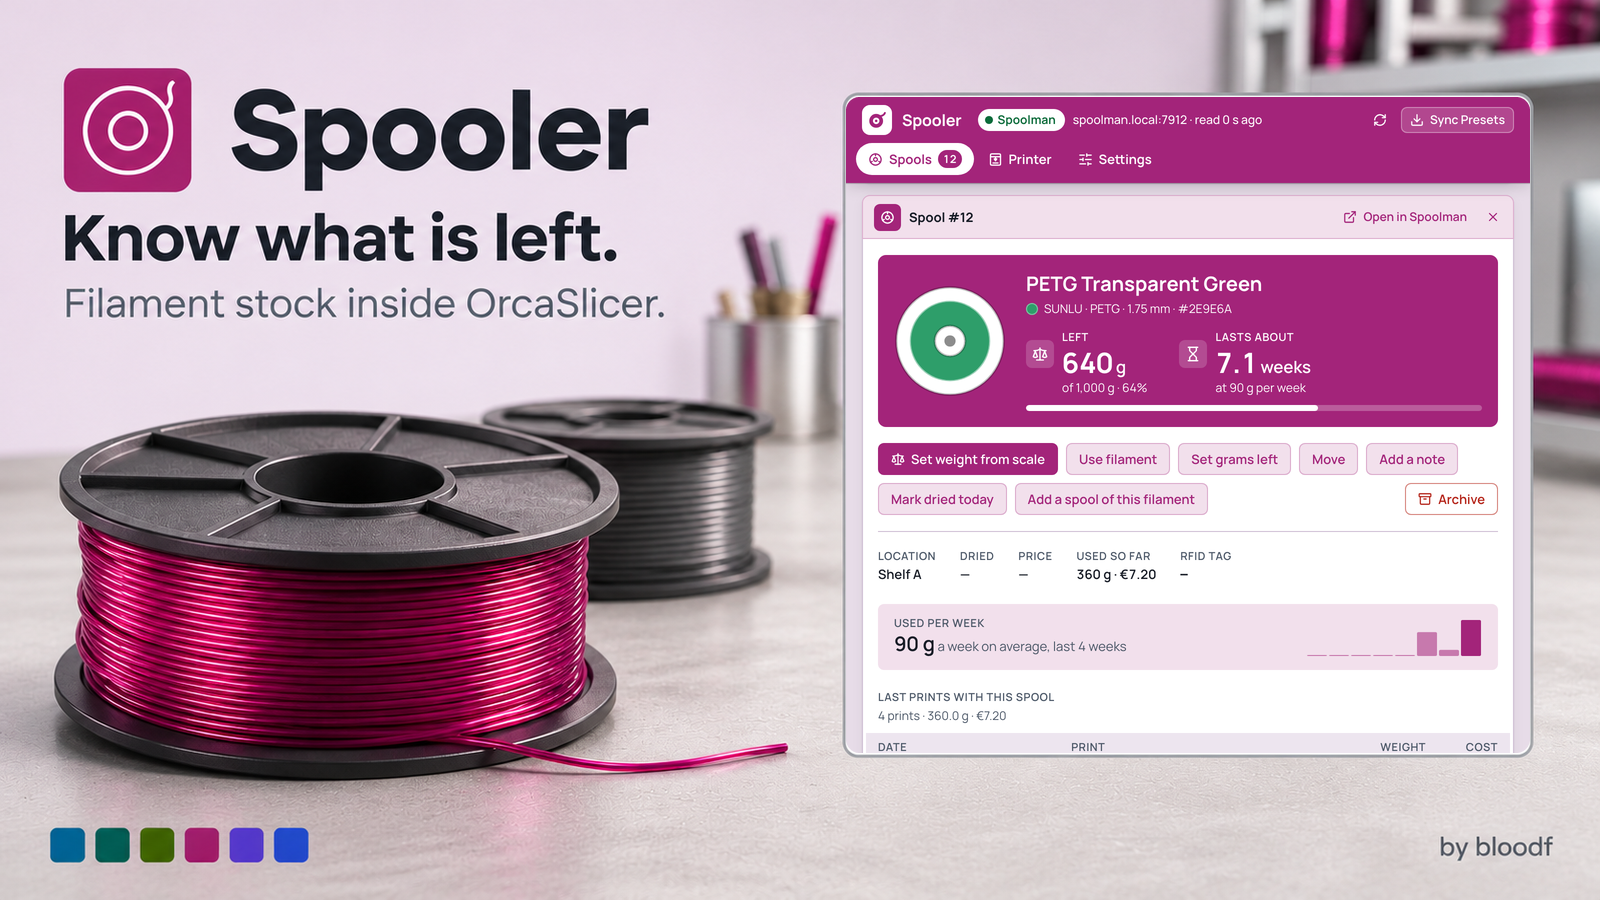 Spooler
Know what is left.
Filament stock inside OrcaSlicer.
Spooler
Spoolman
spoolman.local:7912 · read 0 s ago
Sync Presets
Spools 12
Printer
Settings
Spool #12
Open in Spoolman
PETG Transparent Green
SUNLU · PETG · 1.75 mm · #2E9E6A
LEFT
640 g
of 1,000 g · 64%
LASTS ABOUT
7.1 weeks
at 90 g per week
Set weight from scale
Use filament
Set grams left
Move
Add a note
Mark dried today
Add a spool of this filament
Archive
LOCATION
Shelf A
DRIED
—
PRICE
—
USED SO FAR
360 g · €7.20
RFID TAG
—
USED PER WEEK
90 g a week on average, last 4 weeks
LAST PRINTS WITH THIS SPOOL
4 prints · 360.0 g · €7.20
DATE PRINT WEIGHT COST
by bloodf